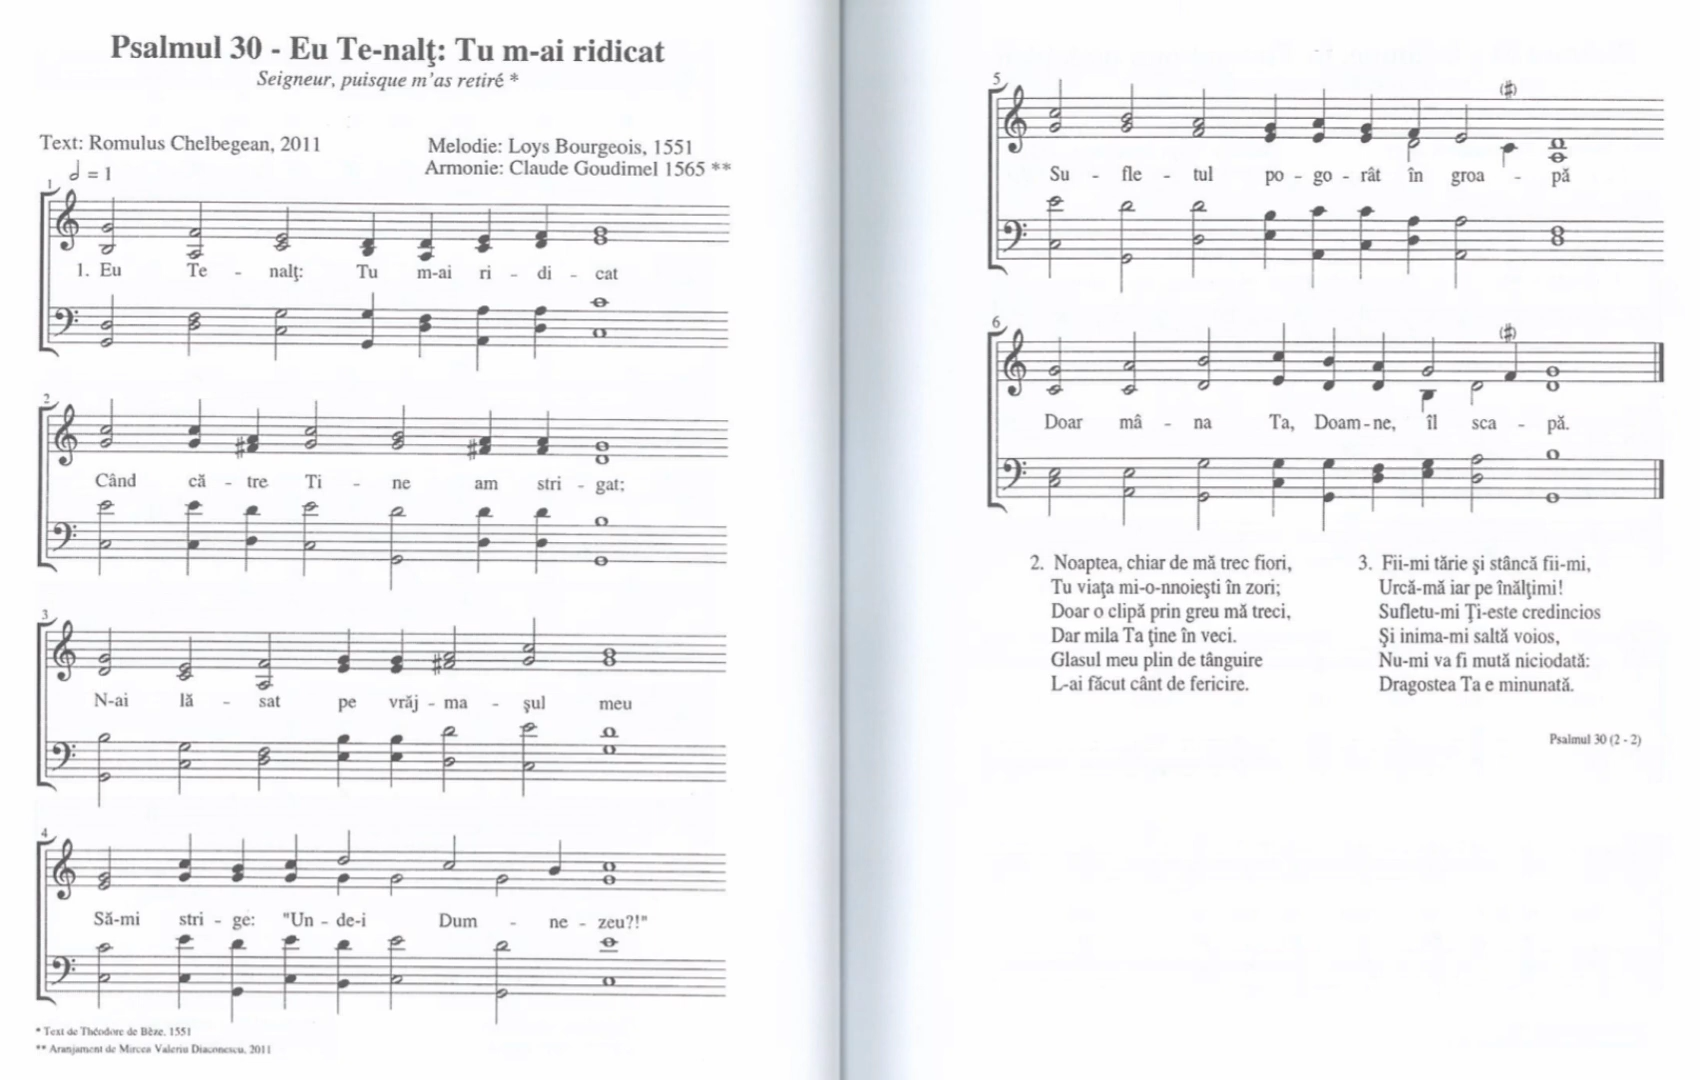 Psalmul 30 - Eu Te-nalţ: Tu m-ai ridicat
Seigneur, puisque m'as retiré *
Text: Romulus Chelbegean, 2011
Melodie: Loys Bourgeois, 1551
Armonie: Claude Goudimel 1565 **
= 1
1
1. Eu Te - nalţ: Tu m-ai ri - di - cat
2
Când că - tre Ti - ne am stri - gat;
3
N-ai lă - sat pe vrăj - ma - şul meu
4
Să-mi stri - ge: "Un - de-i Dum - ne - zeu?!"
* Text de Théodore de Bèze, 1551
** Aranjament de Mircea Valeriu Diaconescu, 2011
5
(♯)
Su - fle - tul po - go - rât în groa - pă
6
(♯)
Doar mâ - na Ta, Doam - ne, îl sca - pă.
2. Noaptea, chiar de mă trec fiori,
Tu viaţa mi-o-nnoieşti în zori;
Doar o clipă prin greu mă treci,
Dar mila Ta ţine în veci.
Glasul meu plin de tânguire
L-ai făcut cânt de fericire.
3. Fii-mi tărie şi stâncă fii-mi,
Urcă-mă iar pe înălţimi!
Sufletu-mi Ţi-este credincios
Şi inima-mi saltă voios,
Nu-mi va fi mută niciodată:
Dragostea Ta e minunată.
Psalmul 30 (2 - 2)